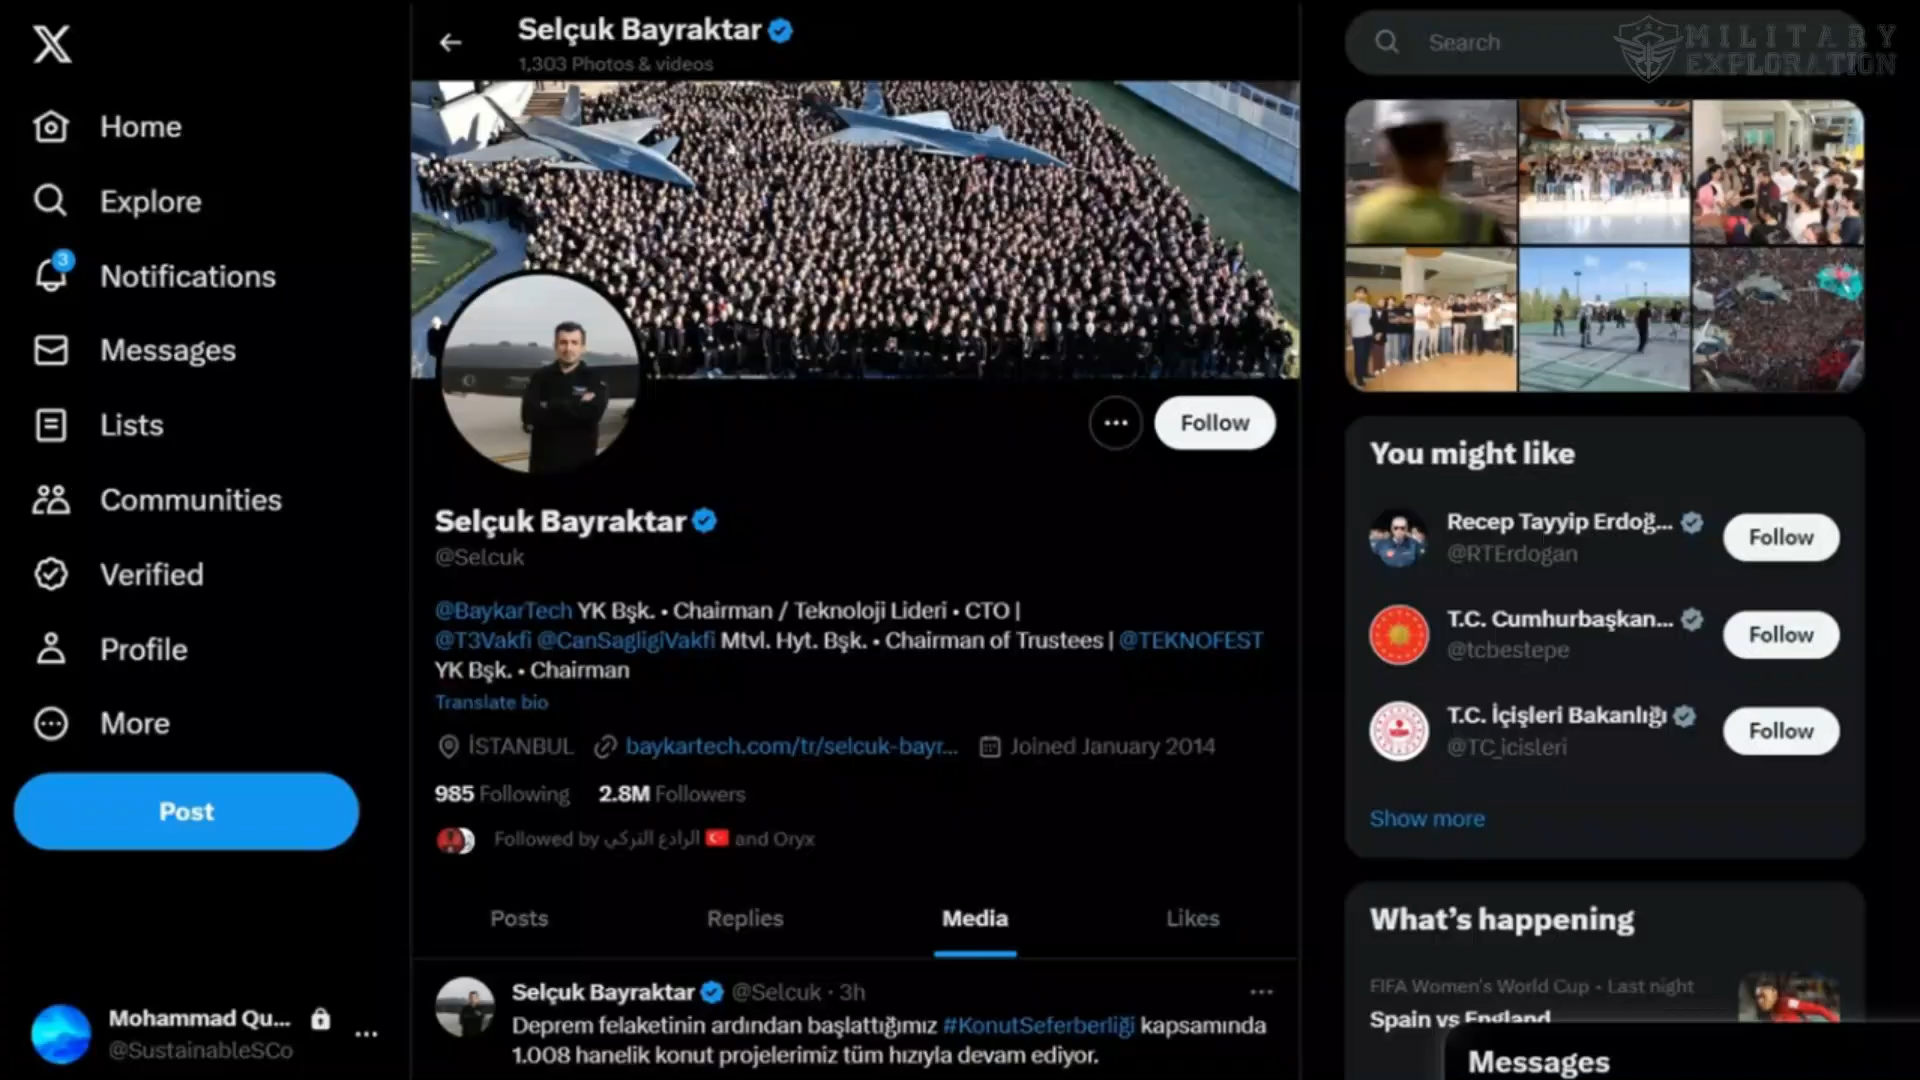 Home
Explore
3
Notifications
Messages
Lists
Communities
Verified
Profile
More
Post
Mohammad Qu...
@SustainableSCo
Selçuk Bayraktar
1,303 Photos & videos
Follow
Selçuk Bayraktar
@Selcuk
@BaykarTech YK Bşk. • Chairman / Teknoloji Lideri • CTO |
@T3Vakfi @CanSagligiVakfi Mtvl. Hyt. Bşk. • Chairman of Trustees | @TEKNOFEST
YK Bşk. • Chairman
Translate bio
İSTANBUL baykartech.com/tr/selcuk-bayr... Joined January 2014
985 Following 2.8M Followers
Followed by الرادع التركي and Oryx
Posts Replies Media Likes
Selçuk Bayraktar @Selcuk · 3h
Deprem felaketinin ardından başlattığımız #KonutSeferberliği kapsamında
1.008 hanelik konut projelerimiz tüm hızıyla devam ediyor.
Search
MILITARY
EXPLORATION
You might like
Recep Tayyip Erdoğ...
@RTErdogan
Follow
T.C. Cumhurbaşkan...
@tcbestepe
Follow
T.C. İçişleri Bakanlığı
@TC_icisleri
Follow
Show more
What's happening
FIFA Women's World Cup · Last night
Spain vs England
Messages